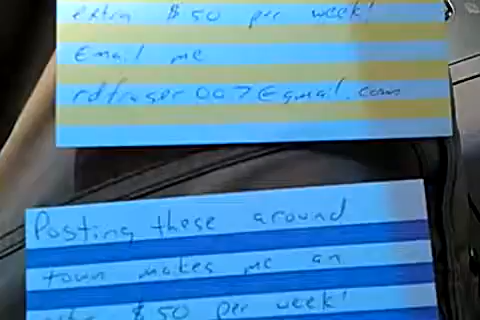 extra $50 per week!
Email me
rdfraser007@gmail.com
Posting these around
town makes me an
extra $50 per week!